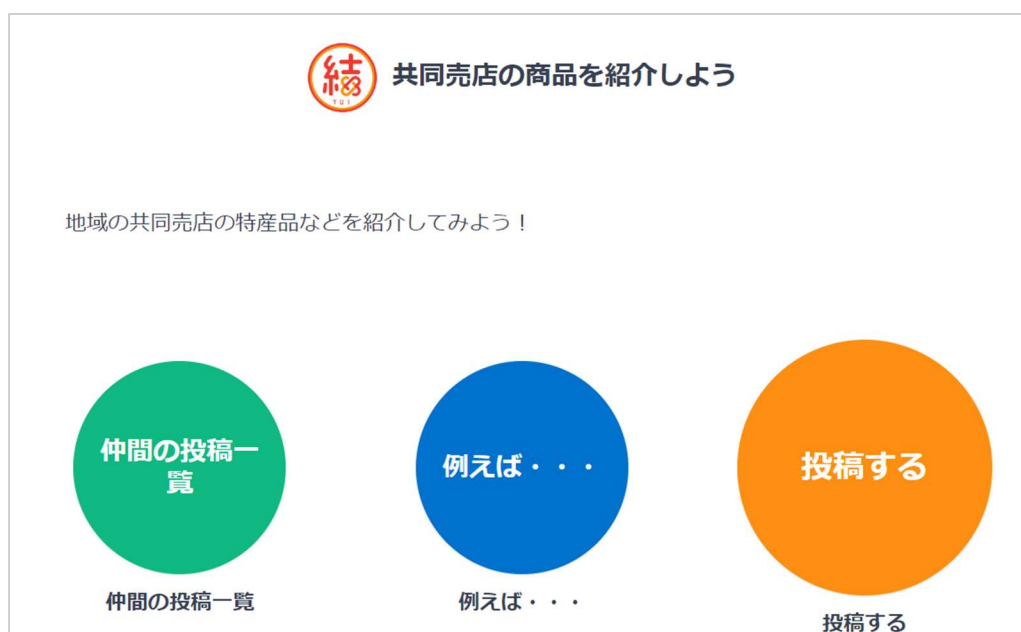 結
YUI
共同売店の商品を紹介しよう
地域の共同売店の特産品などを紹介してみよう！
仲間の投稿一
覧
例えば・・・
投稿する
仲間の投稿一覧
例えば・・・
投稿する